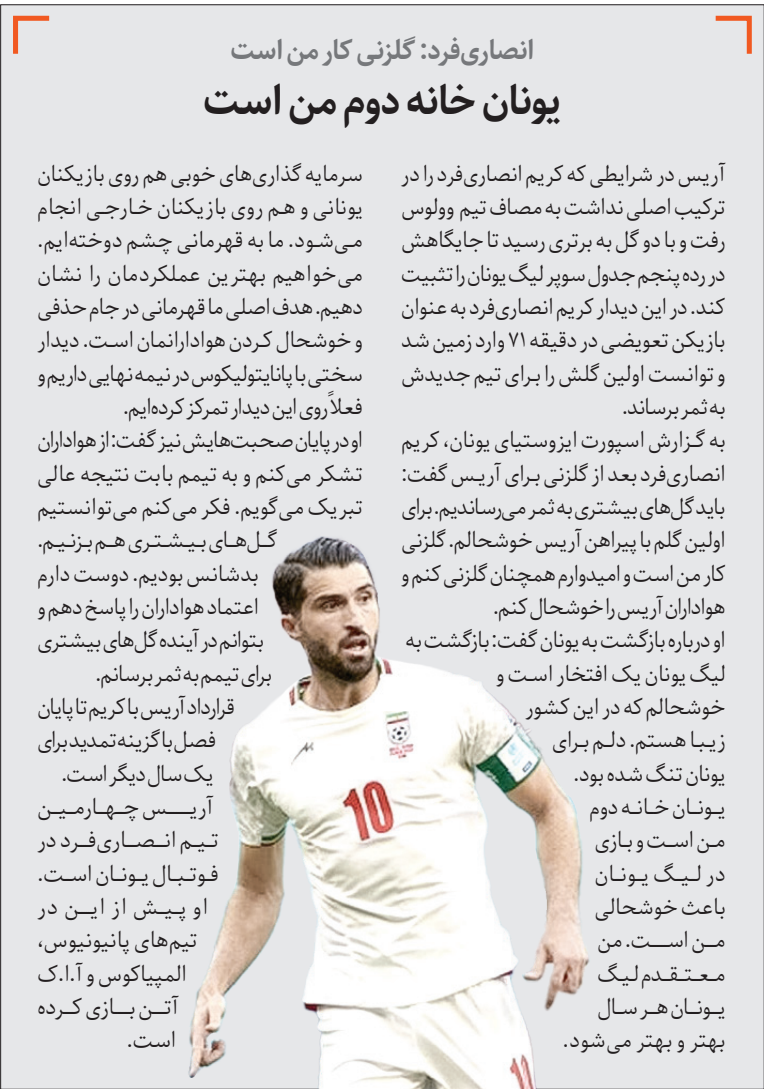 انصاری‌فرد: گلزنی کار من است
یونان خانه دوم من است
آریس در شرایطی که کریم انصاری‌فرد را در
ترکیب اصلی نداشت به مصاف تیم وولوس
رفت و با دو گل به برتری رسید تا جایگاهش
در رده پنجم جدول سوپر لیگ یونان را تثبیت
کند. در این دیدار کریم انصاری‌فرد به عنوان
بازیکن تعویضی در دقیقه ۷۱ وارد زمین شد
و توانست اولین گلش را برای تیم جدیدش
به ثمر برساند.
به گزارش اسپورت ایزوستیای یونان، کریم
انصاری‌فرد بعد از گلزنی برای آریس گفت:
باید گل‌های بیشتری به ثمر می‌رساندیم. برای
اولین گلم با پیراهن آریس خوشحالم. گلزنی
کار من است و امیدوارم همچنان گلزنی کنم و
هواداران آریس را خوشحال کنم.
او درباره بازگشت به یونان گفت: بازگشت به
لیگ یونان یک افتخار است و
خوشحالم که در این کشور
زیبا هستم. دلم برای
یونان تنگ شده بود.
یونان خانه دوم
من است و بازی
در لیگ یونان
باعث خوشحالی
من است. من
معتقدم لیگ
یونان هر سال
بهتر و بهتر می‌شود.
سرمایه گذاری‌های خوبی هم روی بازیکنان
یونانی و هم روی بازیکنان خارجی انجام
می‌شود. ما به قهرمانی چشم دوخته‌ایم.
می‌خواهیم بهترین عملکردمان را نشان
دهیم. هدف اصلی ما قهرمانی در جام حذفی
و خوشحال کردن هوادارانمان است. دیدار
سختی با پاناتیولیکوس در نیمه نهایی داریم و
فعلاً روی این دیدار تمرکز کرده‌ایم.
او در پایان صحبت‌هایش نیز گفت: از هواداران
تشکر می‌کنم و به تیمم بابت نتیجه عالی
تبریک می‌گویم. فکر می‌کنم می‌توانستیم
گل‌های بیشتری هم بزنیم.
بدشانس بودیم. دوست دارم
اعتماد هواداران را پاسخ دهم و
بتوانم در آینده گل‌های بیشتری
برای تیمم به ثمر برسانم.
قرارداد آریس با کریم تا پایان
فصل با گزینه تمدید برای
یک سال دیگر است.
آریس چهارمین
تیم انصاری‌فرد در
فوتبال یونان است.
او پیش از این در
تیم‌های پانیونیوس،
المپیاکوس و آ.ا.ک
آتن بازی کرده
است.
10